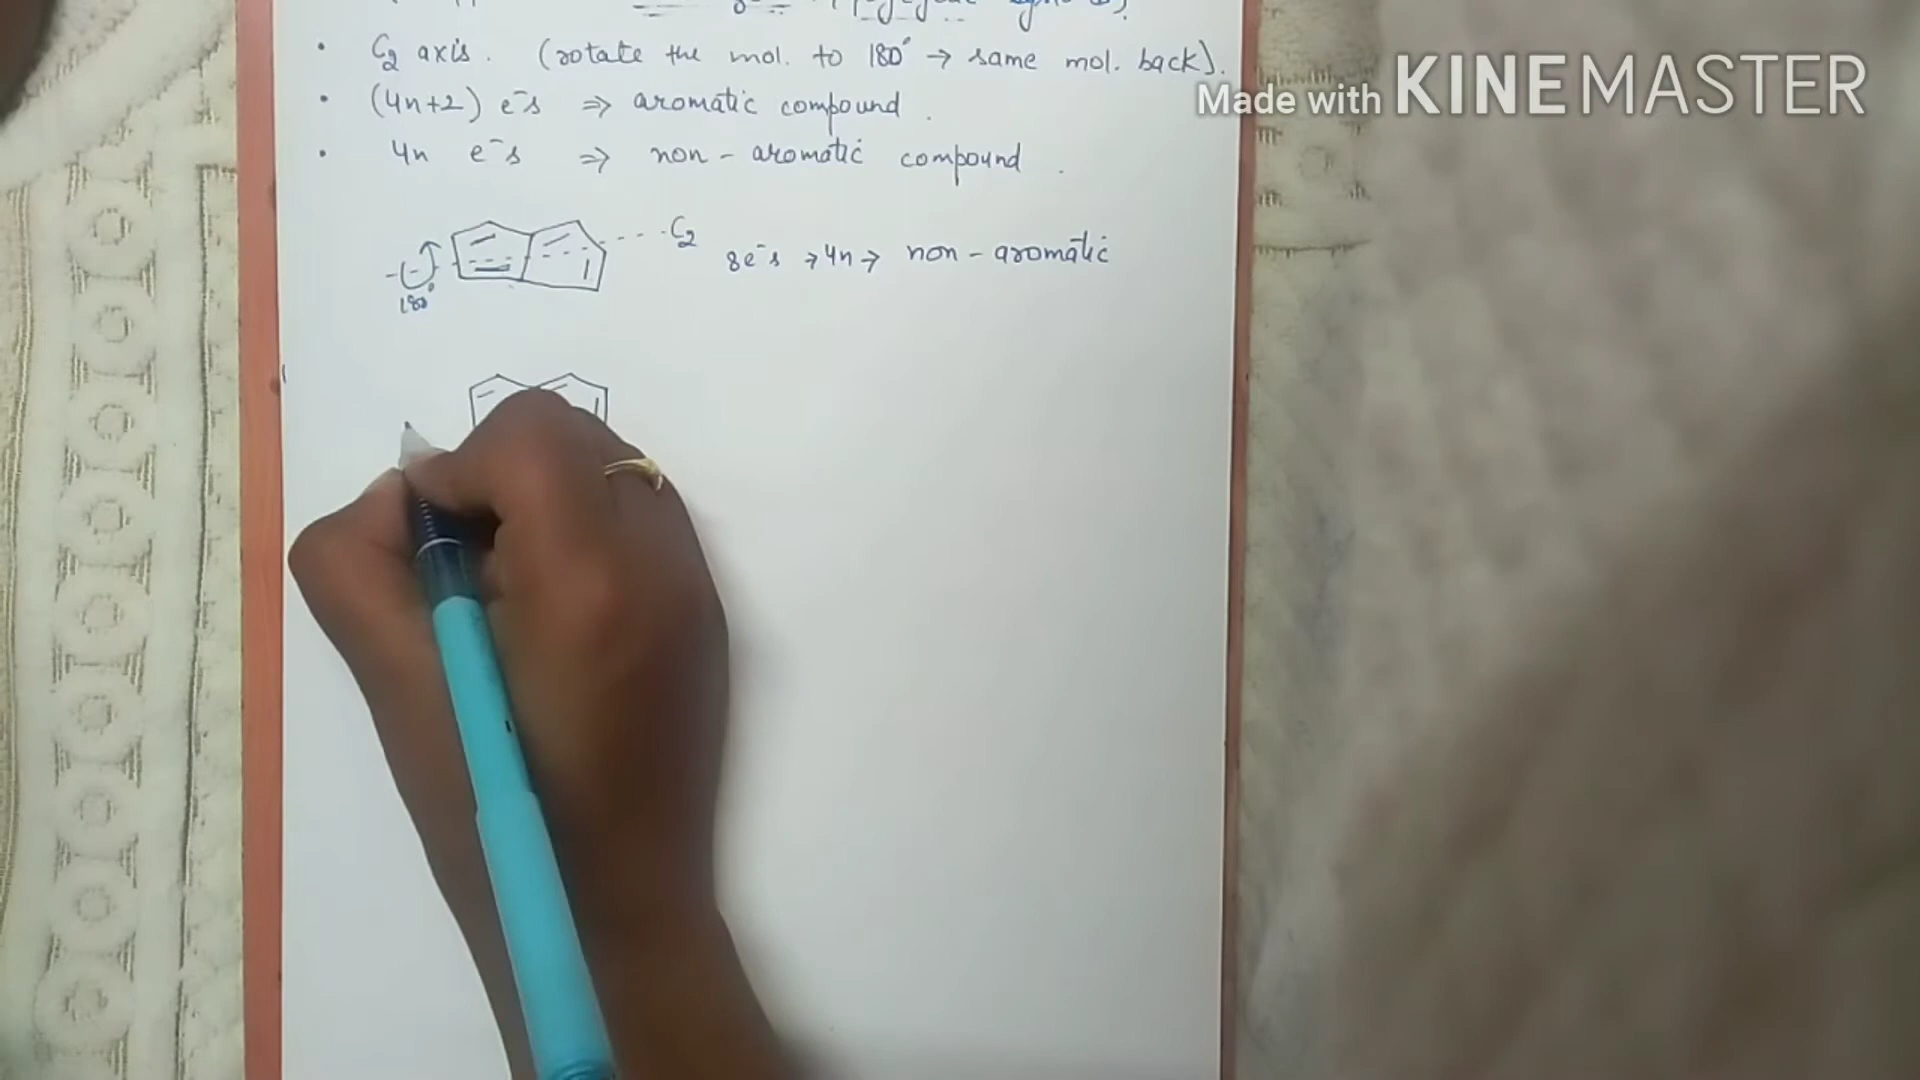 • C₂ axis. (rotate the mol. to 180° → same mol. back).
• (4n+2) e⁻s ⇒ aromatic compound.
• 4n e⁻s ⇒ non-aromatic compound.
C₂
8e⁻s → 4n → non-aromatic
180°
Made with KINEMASTER